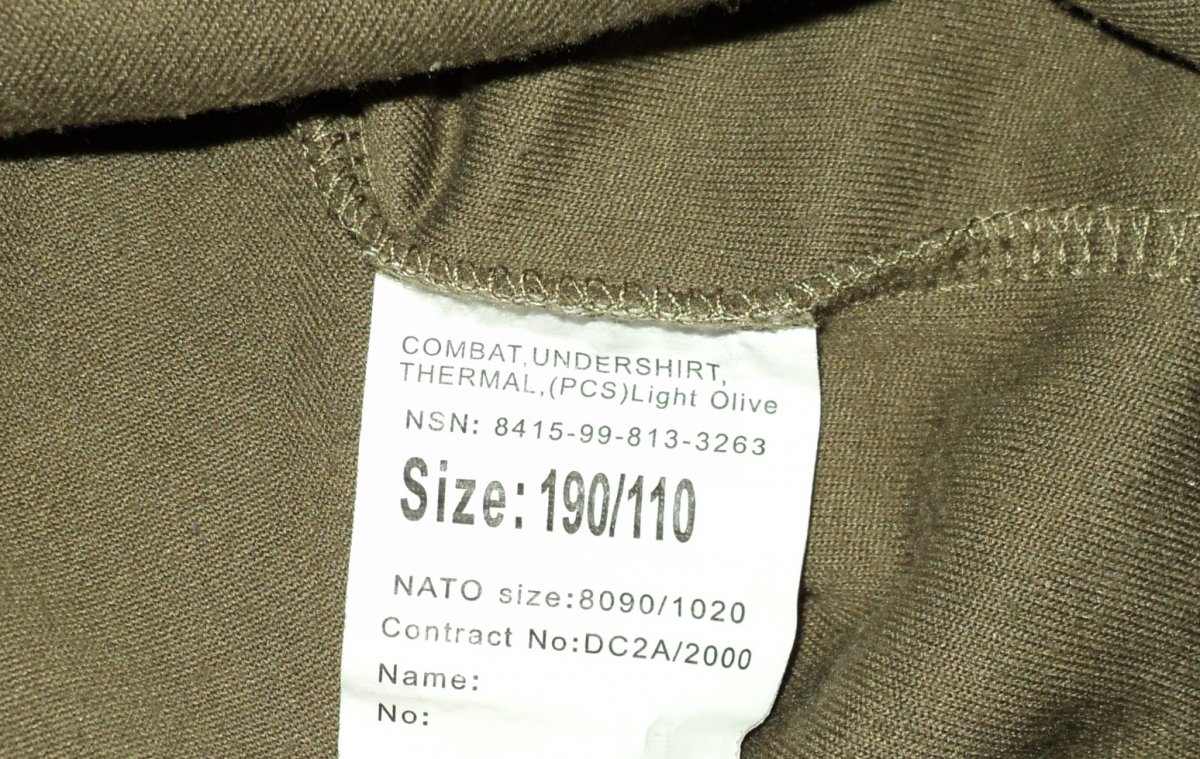 COMBAT,UNDERSHIRT,
THERMAL,(PCS)Light Olive
NSN: 8415-99-813-3263
Size:190/110
NATO size:8090/1020
Contract No:DC2A/2000
Name:
No: